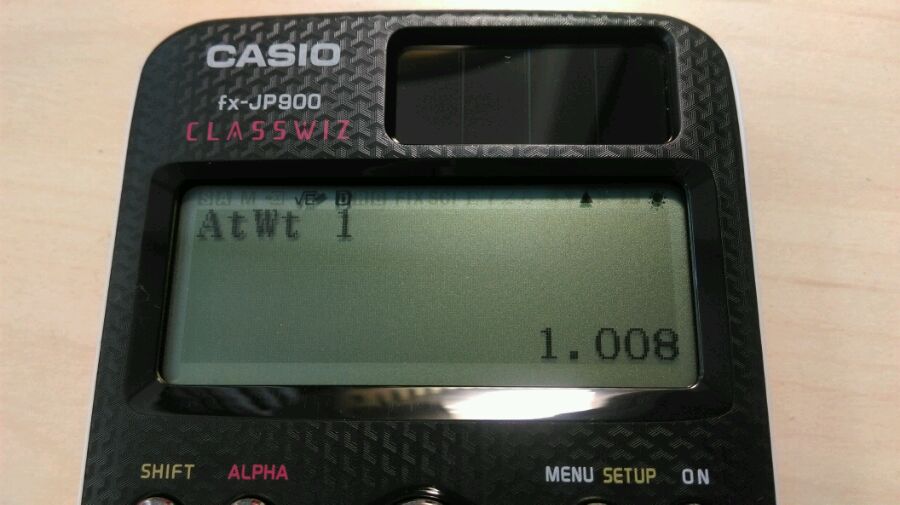 CASIO
fx-JP900
CLASSWIZ
AtWt 1
1.008
SHIFT ALPHA MENU SETUP ON